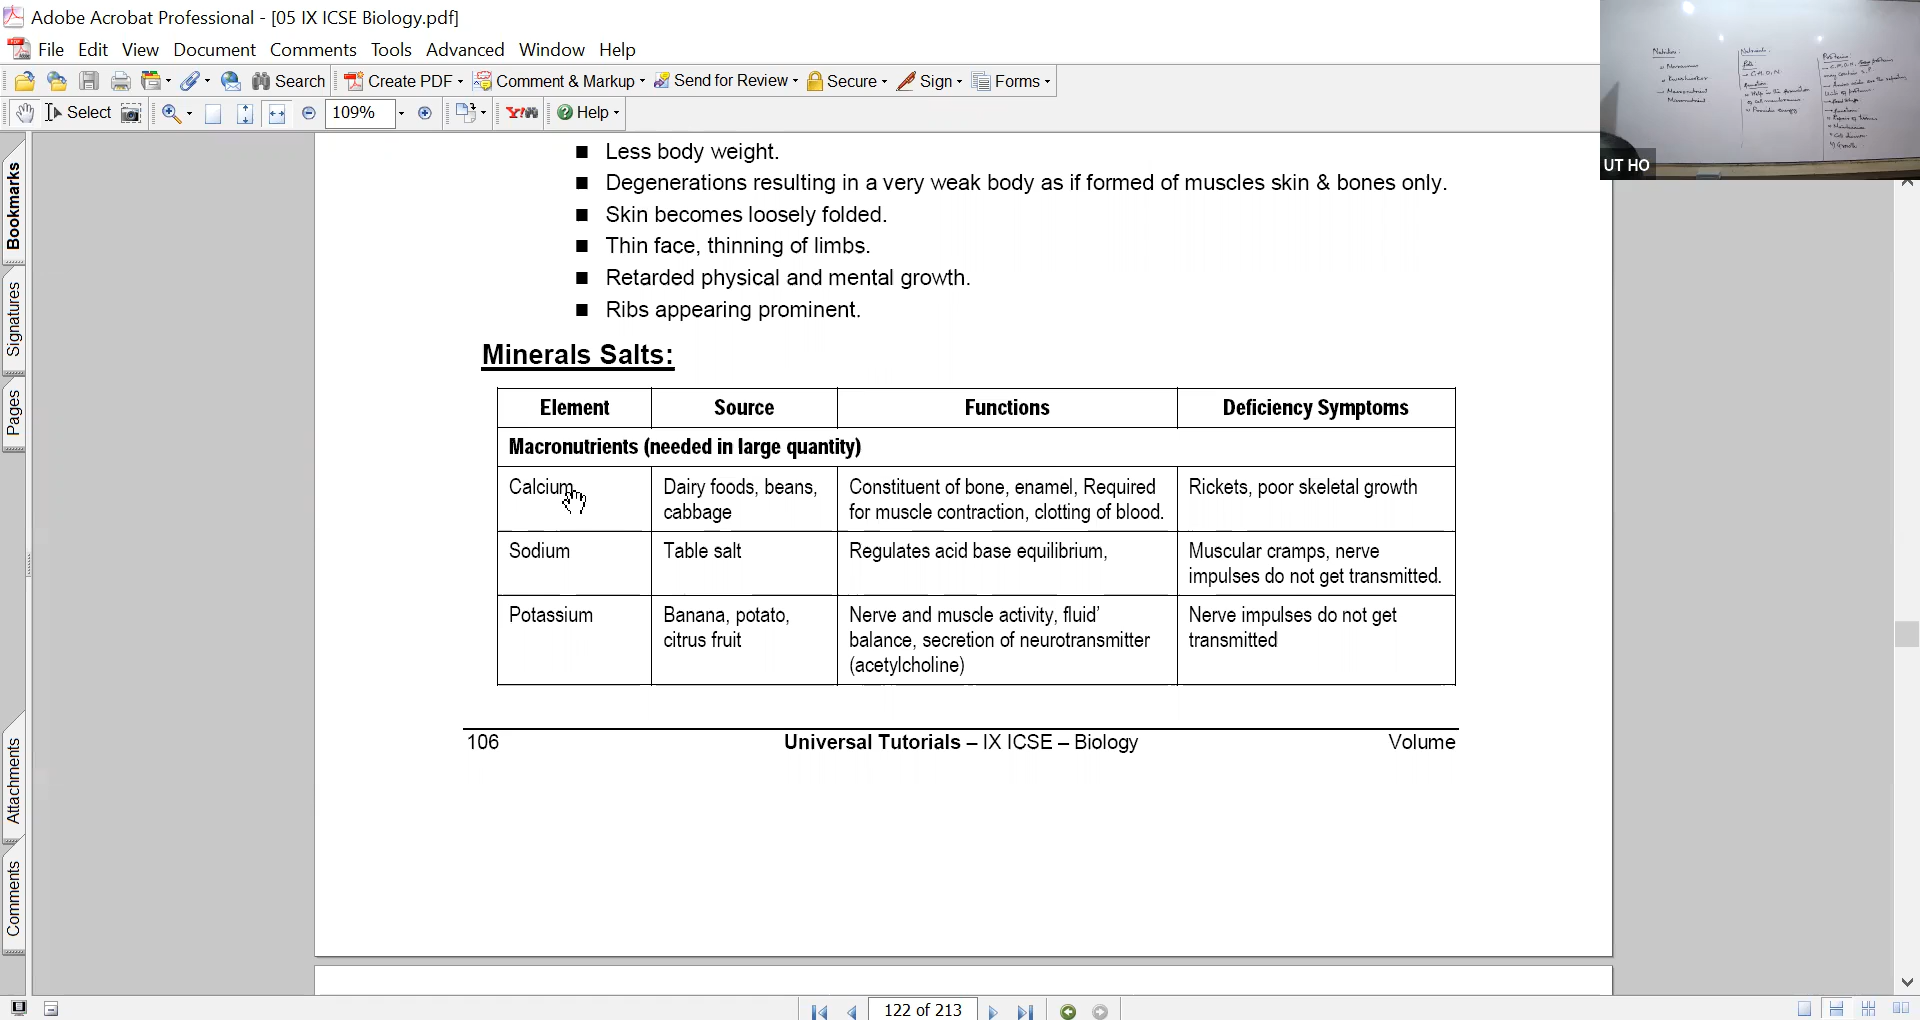 Adobe Acrobat Professional - [05 IX ICSE Biology.pdf]
File Edit View Document Comments Tools Advanced Window Help
Search Create PDF Comment & Markup Send for Review Secure Sign Forms
Select 109% Y! Help
UT HO
Bookmarks
Signatures
Pages
Attachments
Comments
■ Less body weight.
■ Degenerations resulting in a very weak body as if formed of muscles skin & bones only.
■ Skin becomes loosely folded.
■ Thin face, thinning of limbs.
■ Retarded physical and mental growth.
■ Ribs appearing prominent.
Minerals Salts:
Element Source Functions Deficiency Symptoms
Macronutrients (needed in large quantity)
Calcium Dairy foods, beans, Constituent of bone, enamel, Required Rickets, poor skeletal growth
cabbage for muscle contraction, clotting of blood.
Sodium Table salt Regulates acid base equilibrium, Muscular cramps, nerve
impulses do not get transmitted.
Potassium Banana, potato, Nerve and muscle activity, fluid’ Nerve impulses do not get
citrus fruit balance, secretion of neurotransmitter transmitted
(acetylcholine)
106 Universal Tutorials – IX ICSE – Biology Volume
122 of 213